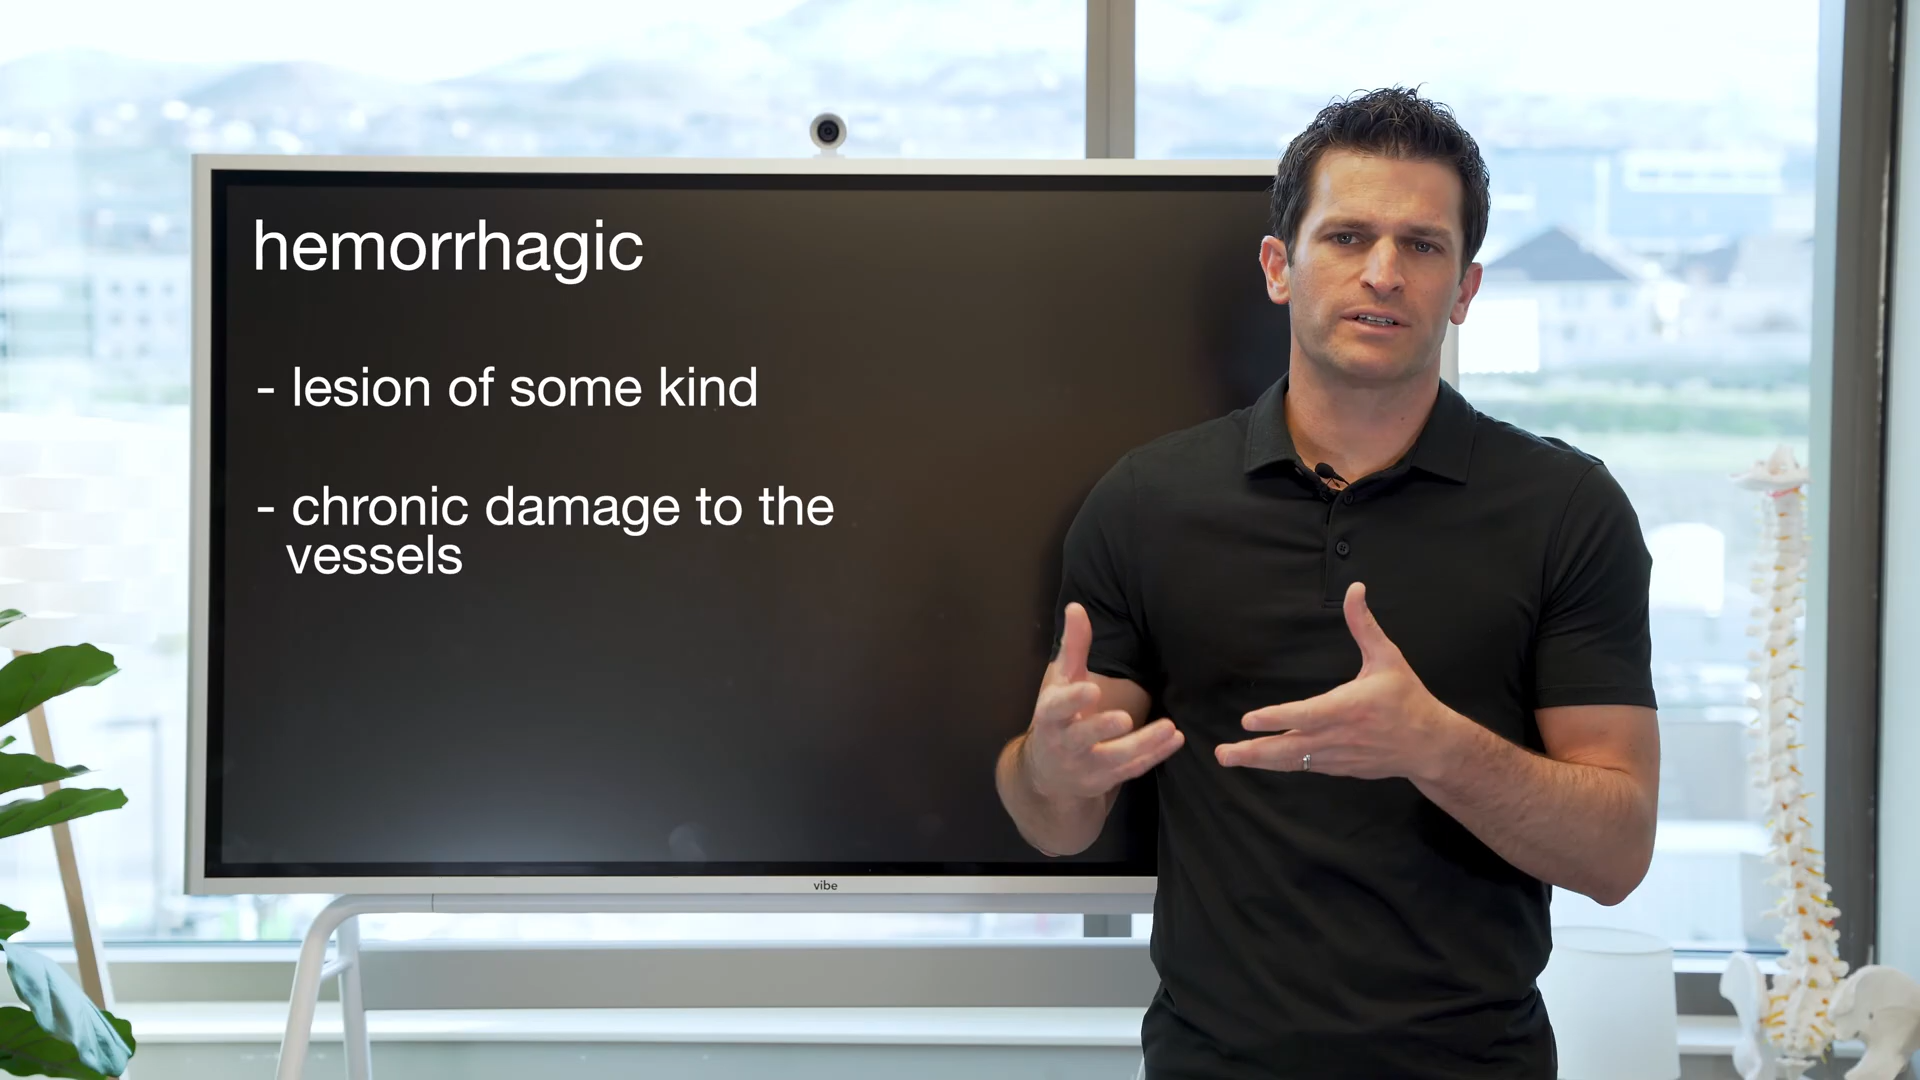 hemorrhagic
- lesion of some kind
- chronic damage to the
vessels
vibe